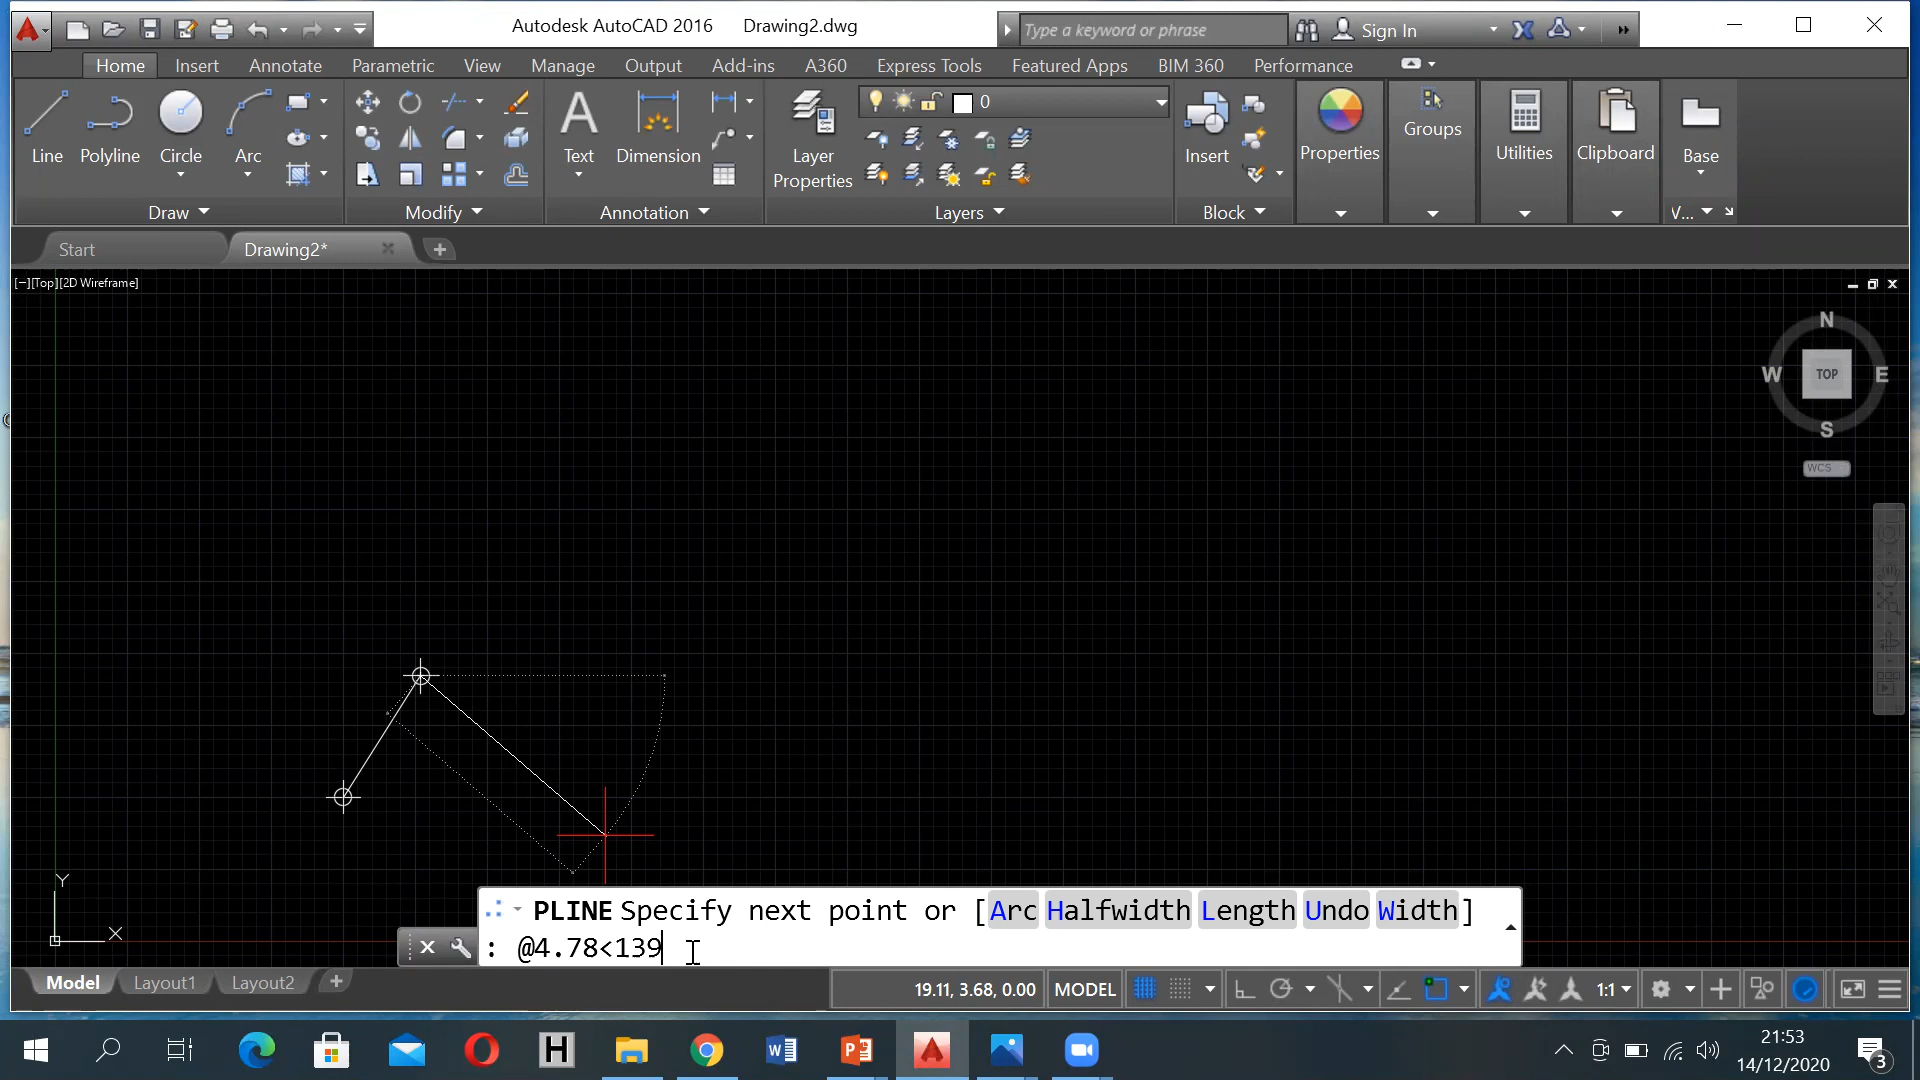 Autodesk AutoCAD 2016 Drawing2.dwg
Type a keyword or phrase
Sign In
Home Insert Annotate Parametric View Manage Output Add-ins A360 Express Tools Featured Apps BIM 360 Performance
0
Line Polyline Circle Arc
Text Dimension
Layer Properties
Insert
Properties
Groups
Utilities
Clipboard
Base
Draw Modify Annotation Layers Block V...
Start Drawing2*
[−][Top][2D Wireframe]
N
W TOP E
S
WCS
Y
X
PLINE Specify next point or [Arc Halfwidth Length Undo Width]
: @4.78<139
Model Layout1 Layout2
19.11, 3.68, 0.00 MODEL 1:1
H
21:53
14/12/2020
3